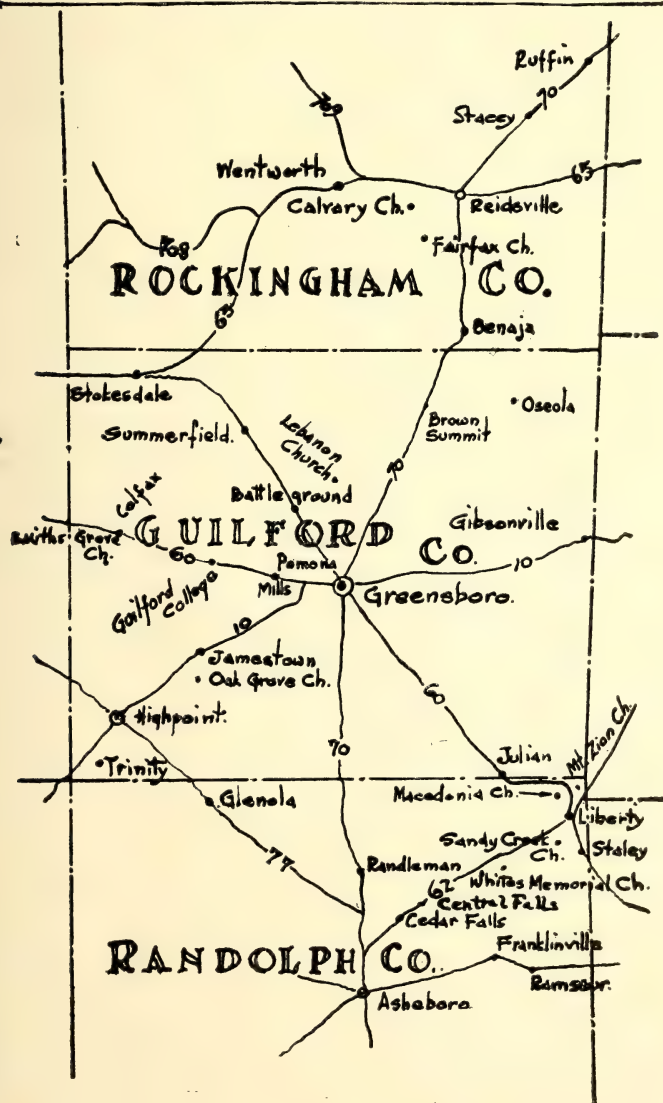 Ruffin
70
Stacey
709
Wentworth
65
Calvary Ch.
Reidsville
Fairfax Ch.
708
ROCKINGHAM CO.
65
Benaja
Stokesdale
Oseola
Brown
Summit
Summerfield.
Lebanon
Church.
70
Battle ground
Colfax
GUILFORD CO.
Gibsonville
Smiths Grove
Ch.
60
Pomona
Mills
10
Guilford
College
Greensboro.
10
Jamestown
Oak Grove Ch.
60
Highpoint.
70
Mt. Zion Ch.
Julian
Trinity
Macedonia Ch.
Glenola
Liberty
Sandy Creek
Ch.
Staley
77
Randleman
Whites Memorial Ch.
62
Central Falls
Cedar Falls
Franklinville
RANDOLPH CO.
Ramseur.
Asheboro